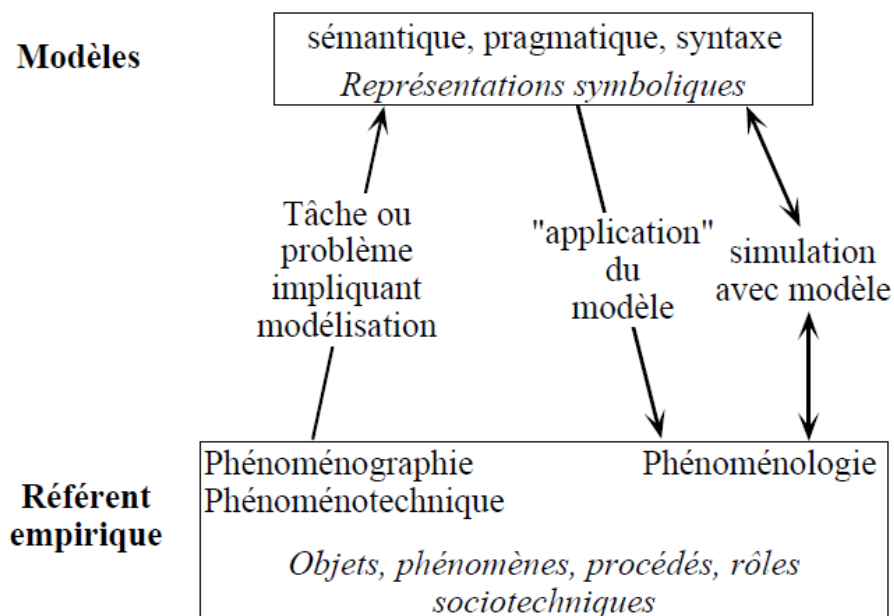 Modèles
sémantique, pragmatique, syntaxe
Représentations symboliques
Tâche ou
problème
impliquant
modélisation
"application"
du
modèle
simulation
avec modèle
Référent
empirique
Phénoménographie
Phénoménotechnique
Phénoménologie
Objets, phénomènes, procédés, rôles
sociotechniques